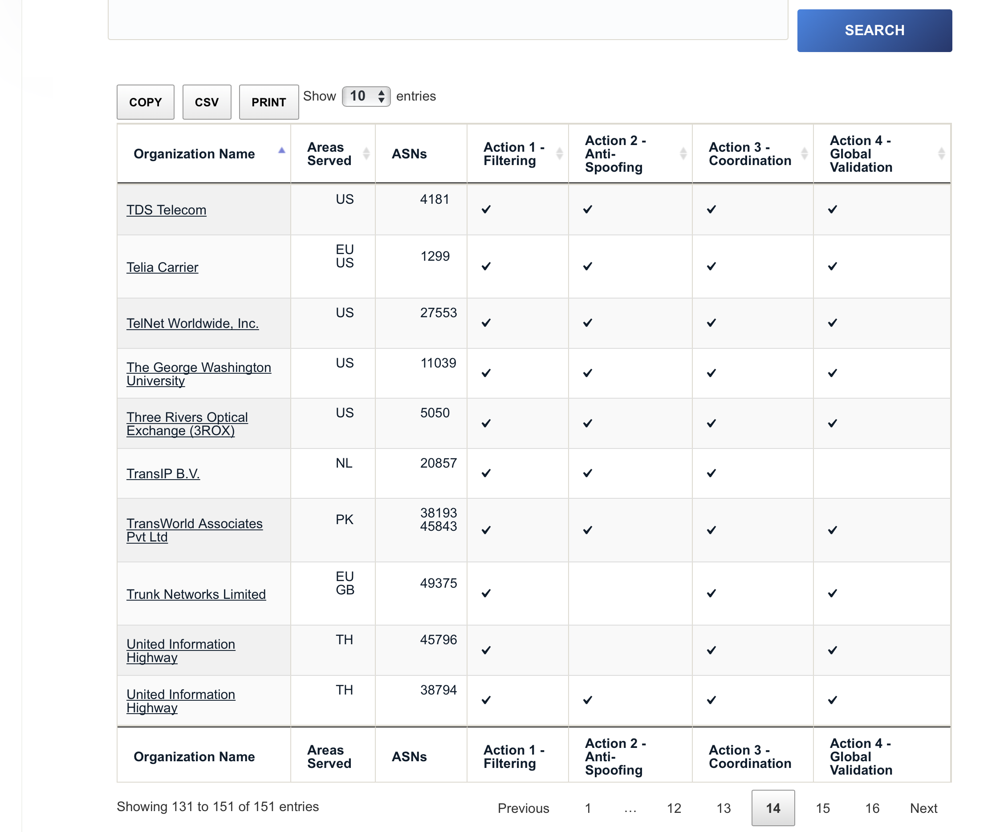 SEARCH
COPY CSV PRINT Show 10 entries
Organization Name
Areas
Served
ASNs
Action 1 -
Filtering
Action 2 -
Anti-
Spoofing
Action 3 -
Coordination
Action 4 -
Global
Validation
TDS Telecom US 4181 ✔ ✔ ✔ ✔
Telia Carrier
EU
US
1299 ✔ ✔ ✔ ✔
TelNet Worldwide, Inc. US 27553 ✔ ✔ ✔ ✔
The George Washington
University
US 11039 ✔ ✔ ✔ ✔
Three Rivers Optical
Exchange (3ROX)
US 5050 ✔ ✔ ✔ ✔
TransIP B.V. NL 20857 ✔ ✔ ✔
TransWorld Associates
Pvt Ltd
PK
38193
45843
✔ ✔ ✔ ✔
Trunk Networks Limited
EU
GB
49375 ✔ ✔ ✔
United Information
Highway
TH 45796 ✔ ✔ ✔
United Information
Highway
TH 38794 ✔ ✔ ✔ ✔
Organization Name
Areas
Served
ASNs
Action 1 -
Filtering
Action 2 -
Anti-
Spoofing
Action 3 -
Coordination
Action 4 -
Global
Validation
Showing 131 to 151 of 151 entries
Previous 1 … 12 13 14 15 16 Next